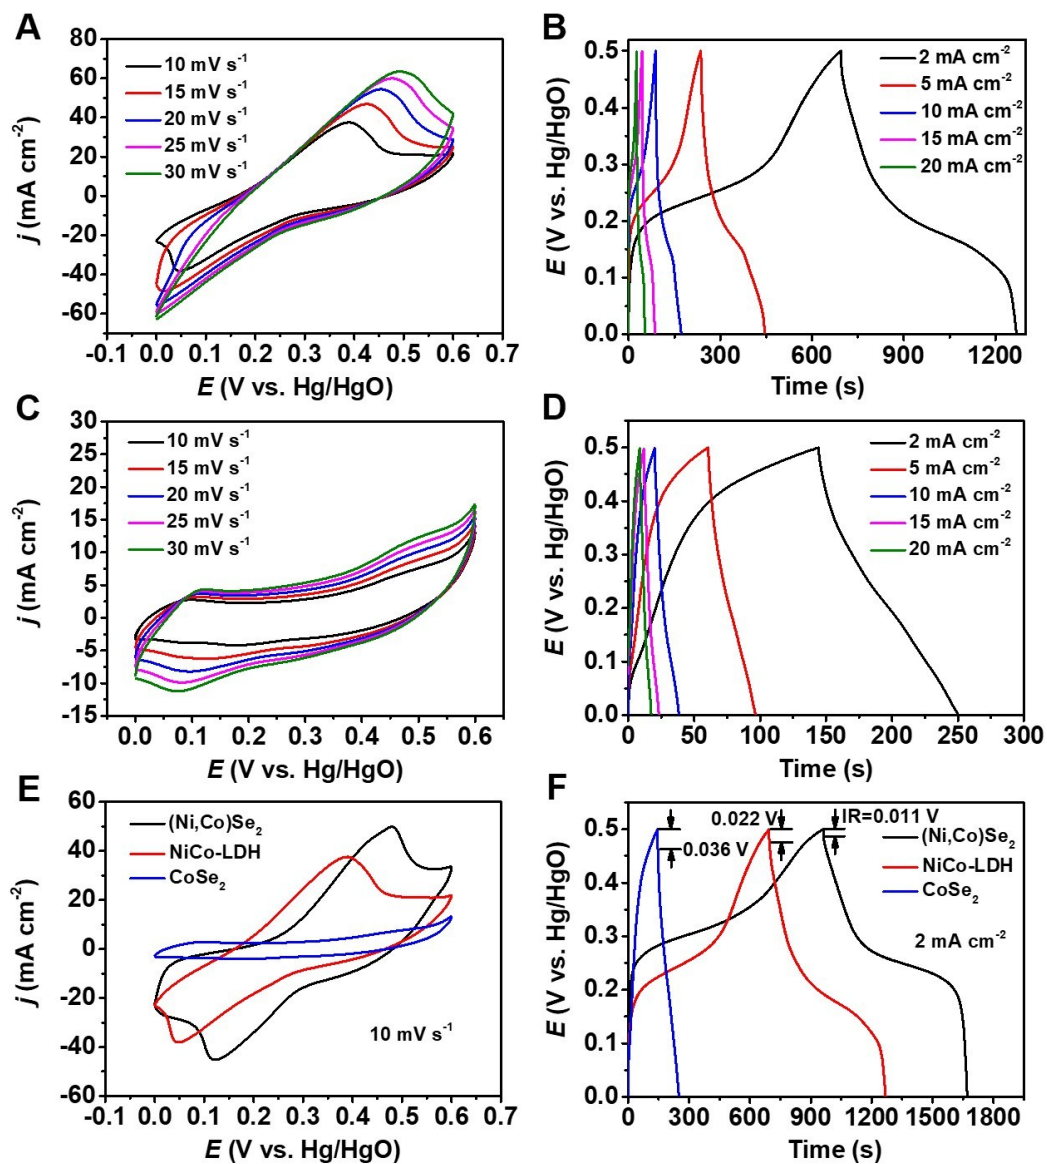 A
80
60
40
20
0
-20
-40
-60
j (mA cm-2)
10 mV s-1
15 mV s-1
20 mV s-1
25 mV s-1
30 mV s-1
-0.1 0.0 0.1 0.2 0.3 0.4 0.5 0.6 0.7
E (V vs. Hg/HgO)
B
0.5
0.4
0.3
0.2
0.1
0.0
E (V vs. Hg/HgO)
2 mA cm-2
5 mA cm-2
10 mA cm-2
15 mA cm-2
20 mA cm-2
0 300 600 900 1200
Time (s)
C
30
25
20
15
10
5
0
-5
-10
-15
j (mA cm-2)
10 mV s-1
15 mV s-1
20 mV s-1
25 mV s-1
30 mV s-1
0.0 0.1 0.2 0.3 0.4 0.5 0.6
E (V vs. Hg/HgO)
D
0.5
0.4
0.3
0.2
0.1
0.0
E (V vs. Hg/HgO)
2 mA cm-2
5 mA cm-2
10 mA cm-2
15 mA cm-2
20 mA cm-2
0 50 100 150 200 250 300
Time (s)
E
60
40
20
0
-20
-40
-60
j (mA cm-2)
(Ni,Co)Se2
NiCo-LDH
CoSe2
10 mV s-1
0.0 0.1 0.2 0.3 0.4 0.5 0.6 0.7
E (V vs. Hg/HgO)
F
0.5
0.4
0.3
0.2
0.1
0.0
E (V vs. Hg/HgO)
0.022 V
0.036 V
IR=0.011 V
(Ni,Co)Se2
NiCo-LDH
CoSe2
2 mA cm-2
0 300 600 900 1200 1500 1800
Time (s)